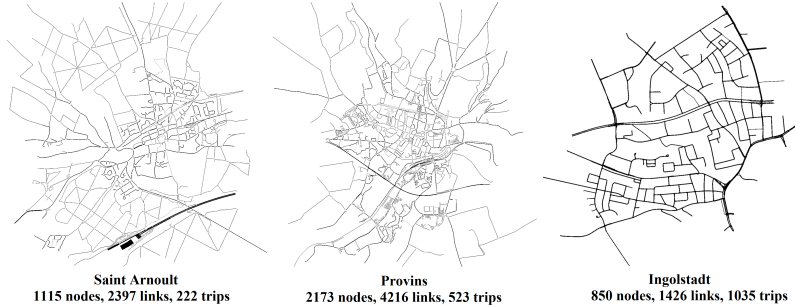 Saint Arnoult
1115 nodes, 2397 links, 222 trips
Provins
2173 nodes, 4216 links, 523 trips
Ingolstadt
850 nodes, 1426 links, 1035 trips